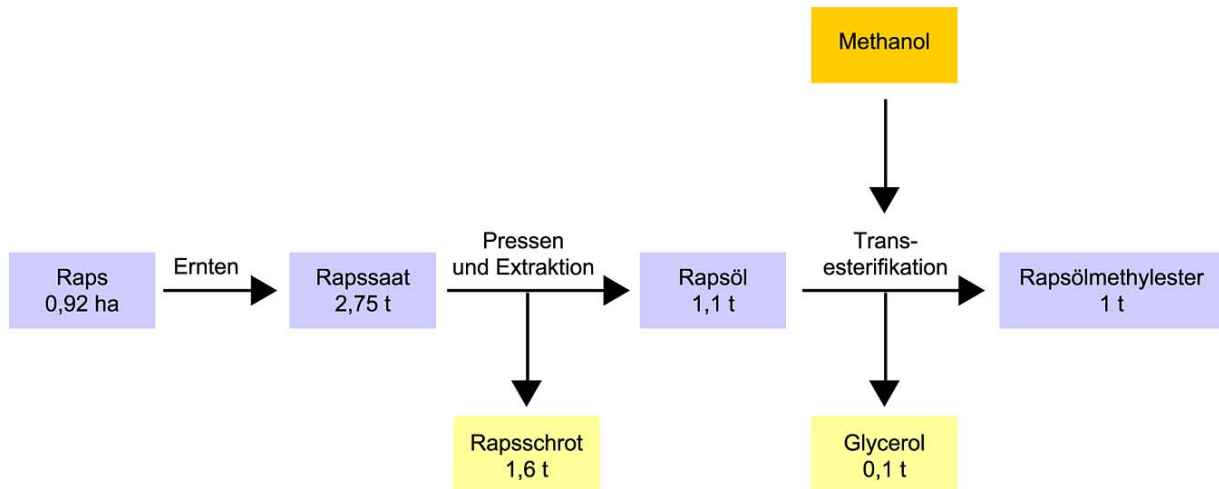 Methanol
Raps
0,92 ha
Ernten
Rapssaat
2,75 t
Pressen
und Extraktion
Rapsöl
1,1 t
Trans-
esterifikation
Rapsölmethylester
1 t
Rapsschrot
1,6 t
Glycerol
0,1 t